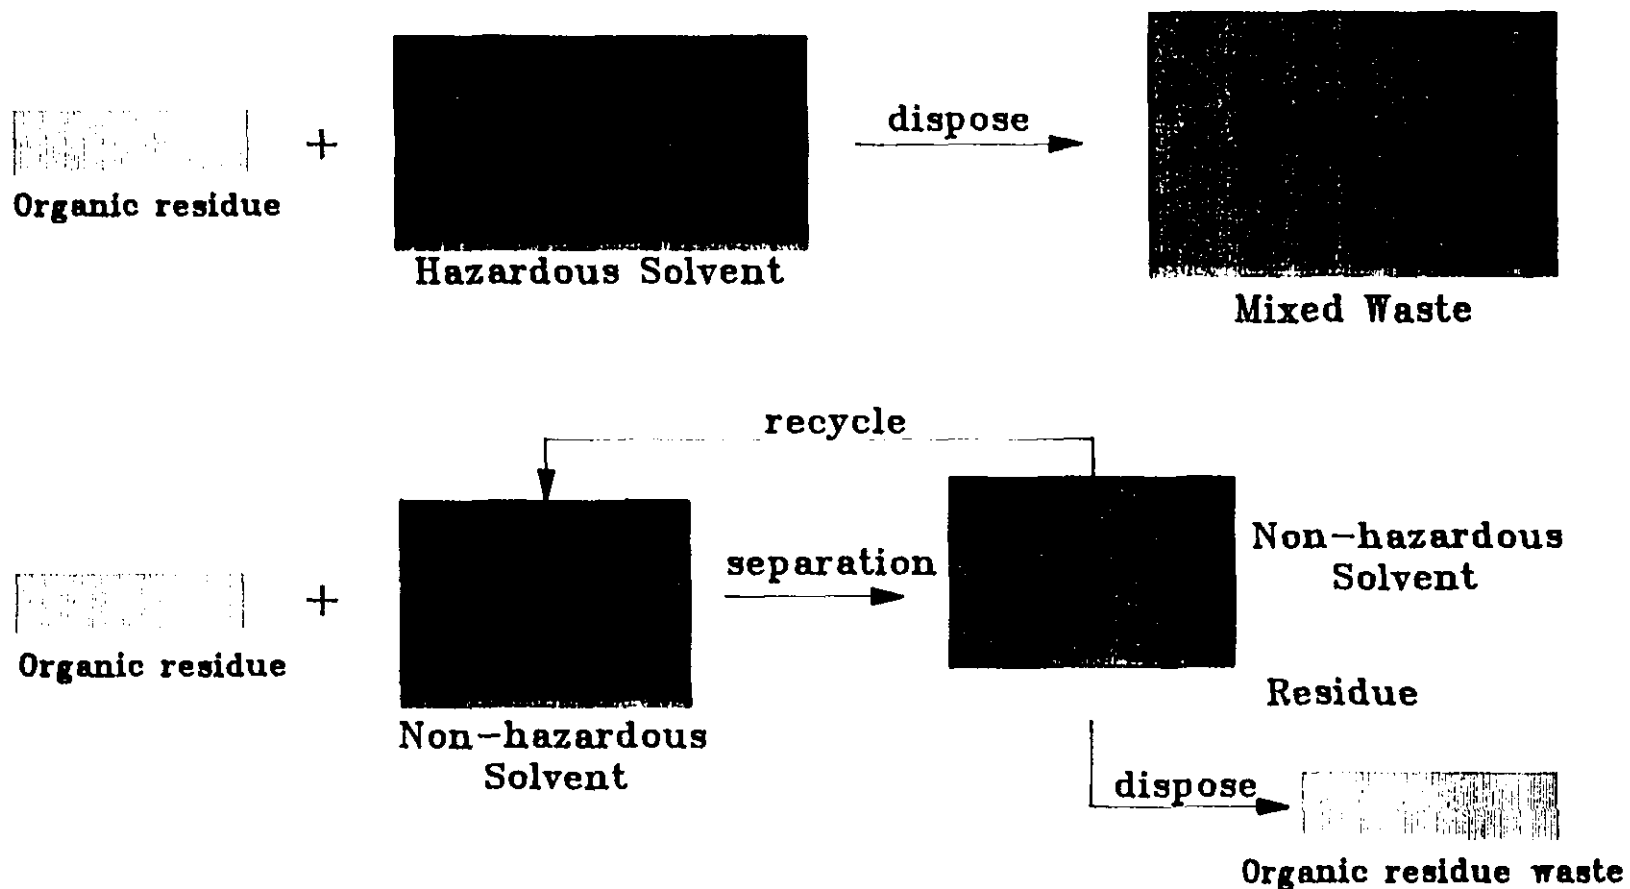 dispose
+
Organic residue
Hazardous Solvent
Mixed Waste
recycle
Non-hazardous
Solvent
separation
+
Organic residue
Non-hazardous
Solvent
Residue
dispose
Organic residue waste